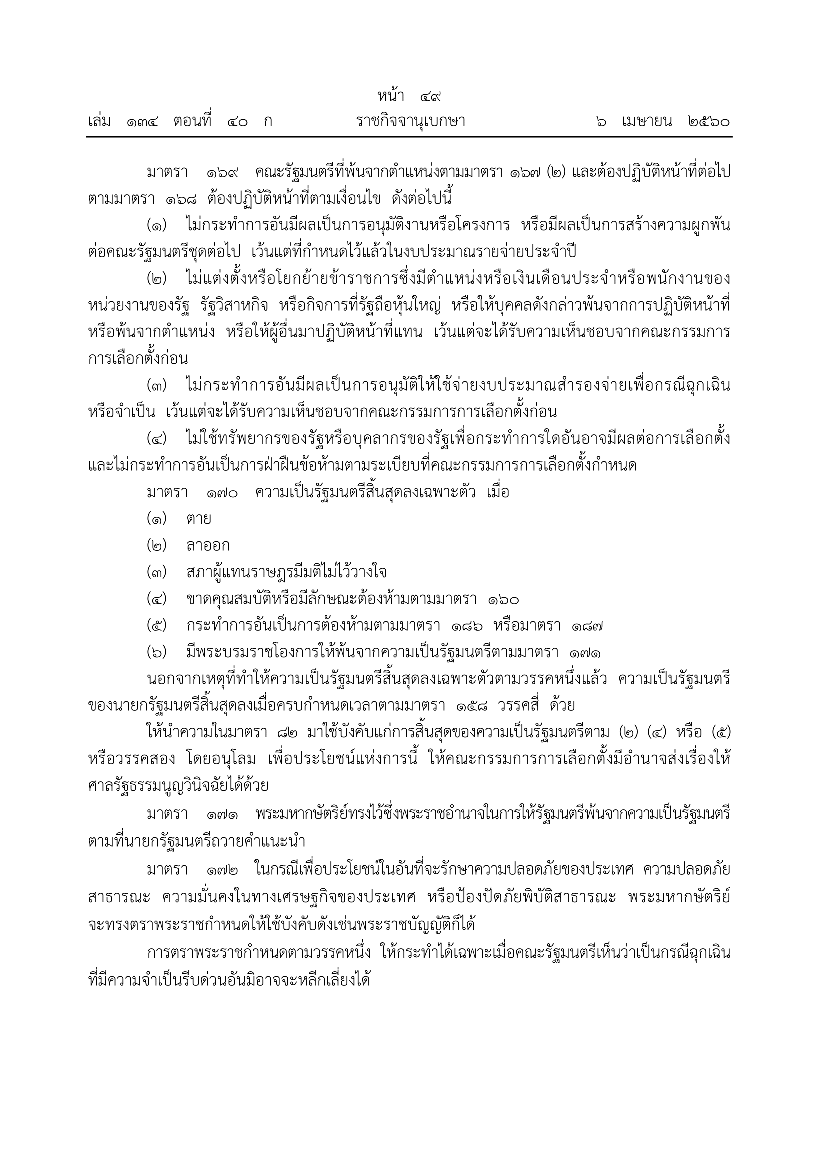 หน้า ๔๙
เล่ม ๑๓๔ ตอนที่ ๔๐ ก ราชกิจจานุเบกษา ๖ เมษายน ๒๕๖๐
มาตรา ๑๖๙ คณะรัฐมนตรีที่พ้นจากตำแหน่งตามมาตรา ๑๖๗ (๒) และต้องปฏิบัติหน้าที่ต่อไป
ตามมาตรา ๑๖๘ ต้องปฏิบัติหน้าที่ตามเงื่อนไข ดังต่อไปนี้
(๑) ไม่กระทำการอันมีผลเป็นการอนุมัติงานหรือโครงการ หรือมีผลเป็นการสร้างความผูกพัน
ต่อคณะรัฐมนตรีชุดต่อไป เว้นแต่ที่กำหนดไว้แล้วในงบประมาณรายจ่ายประจำปี
(๒) ไม่แต่งตั้งหรือโยกย้ายข้าราชการซึ่งมีตำแหน่งหรือเงินเดือนประจำหรือพนักงานของ
หน่วยงานของรัฐ รัฐวิสาหกิจ หรือกิจการที่รัฐถือหุ้นใหญ่ หรือให้บุคคลดังกล่าวพ้นจากการปฏิบัติหน้าที่
หรือพ้นจากตำแหน่ง หรือให้ผู้อื่นมาปฏิบัติหน้าที่แทน เว้นแต่จะได้รับความเห็นชอบจากคณะกรรมการ
การเลือกตั้งก่อน
(๓) ไม่กระทำการอันมีผลเป็นการอนุมัติให้ใช้จ่ายงบประมาณสำรองจ่ายเพื่อกรณีฉุกเฉิน
หรือจำเป็น เว้นแต่จะได้รับความเห็นชอบจากคณะกรรมการการเลือกตั้งก่อน
(๔) ไม่ใช้ทรัพยากรของรัฐหรือบุคลากรของรัฐเพื่อกระทำการใดอันอาจมีผลต่อการเลือกตั้ง
และไม่กระทำการอันเป็นการฝ่าฝืนข้อห้ามตามระเบียบที่คณะกรรมการการเลือกตั้งกำหนด
มาตรา ๑๗๐ ความเป็นรัฐมนตรีสิ้นสุดลงเฉพาะตัว เมื่อ
(๑) ตาย
(๒) ลาออก
(๓) สภาผู้แทนราษฎรมีมติไม่ไว้วางใจ
(๔) ขาดคุณสมบัติหรือมีลักษณะต้องห้ามตามมาตรา ๑๖๐
(๕) กระทำการอันเป็นการต้องห้ามตามมาตรา ๑๘๖ หรือมาตรา ๑๘๗
(๖) มีพระบรมราชโองการให้พ้นจากความเป็นรัฐมนตรีตามมาตรา ๑๗๑
นอกจากเหตุที่ทำให้ความเป็นรัฐมนตรีสิ้นสุดลงเฉพาะตัวตามวรรคหนึ่งแล้ว ความเป็นรัฐมนตรี
ของนายกรัฐมนตรีสิ้นสุดลงเมื่อครบกำหนดเวลาตามมาตรา ๑๕๘ วรรคสี่ ด้วย
ให้นำความในมาตรา ๘๒ มาใช้บังคับแก่การสิ้นสุดของความเป็นรัฐมนตรีตาม (๒) (๔) หรือ (๕)
หรือวรรคสอง โดยอนุโลม เพื่อประโยชน์แห่งการนี้ ให้คณะกรรมการการเลือกตั้งมีอำนาจส่งเรื่องให้
ศาลรัฐธรรมนูญวินิจฉัยได้ด้วย
มาตรา ๑๗๑ พระมหากษัตริย์ทรงไว้ซึ่งพระราชอำนาจในการให้รัฐมนตรีพ้นจากความเป็นรัฐมนตรี
ตามที่นายกรัฐมนตรีถวายคำแนะนำ
มาตรา ๑๗๒ ในกรณีเพื่อประโยชน์ในอันที่จะรักษาความปลอดภัยของประเทศ ความปลอดภัย
สาธารณะ ความมั่นคงในทางเศรษฐกิจของประเทศ หรือป้องปัดภัยพิบัติสาธารณะ พระมหากษัตริย์
จะทรงตราพระราชกำหนดให้ใช้บังคับดังเช่นพระราชบัญญัติก็ได้
การตราพระราชกำหนดตามวรรคหนึ่ง ให้กระทำได้เฉพาะเมื่อคณะรัฐมนตรีเห็นว่าเป็นกรณีฉุกเฉิน
ที่มีความจำเป็นรีบด่วนอันมิอาจจะหลีกเลี่ยงได้